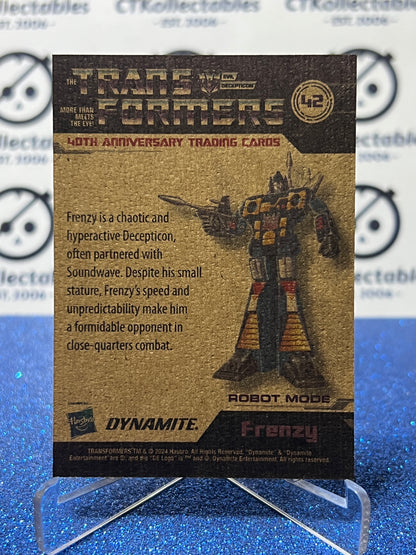 CTKollectables
EST.2006
Kollectables
THE TRANS EVIL DECEPTICON
MORE THAN MEETS THE EYE! FORMERS 42
40TH ANNIVERSARY TRADING CARDS
Frenzy is a chaotic and
hyperactive Decepticon,
often partnered with
Soundwave. Despite his small
stature, Frenzy's speed and
unpredictability make him
a formidable opponent in
close-quarters combat.
ROBOT MODE
Hasbro DYNAMITE. Frenzy
TRANSFORMERS TM & © 2024 Hasbro. All Rights Reserved. "Dynamite" & "Dynamite
Entertainment" are ®, and the "DE Logo" is ™ and ©, Dynamite Entertainment. All rights reserved.